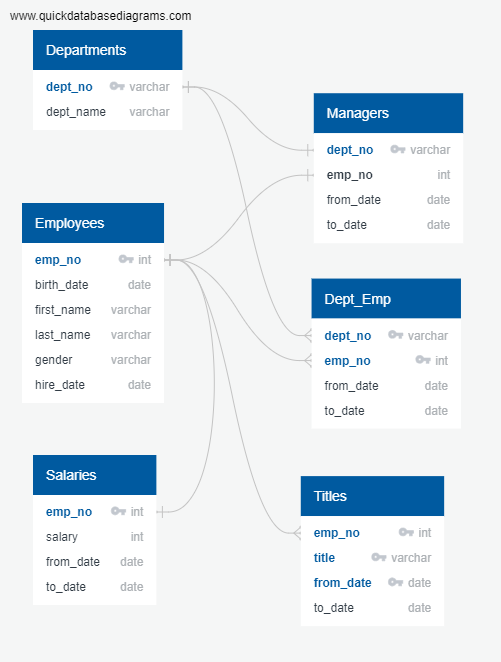 www.quickdatabasediagrams.com
Departments
dept_no varchar
dept_name varchar
Managers
dept_no varchar
emp_no int
from_date date
to_date date
Employees
emp_no int
birth_date date
first_name varchar
last_name varchar
gender varchar
hire_date date
Dept_Emp
dept_no varchar
emp_no int
from_date date
to_date date
Salaries
emp_no int
salary int
from_date date
to_date date
Titles
emp_no int
title varchar
from_date date
to_date date